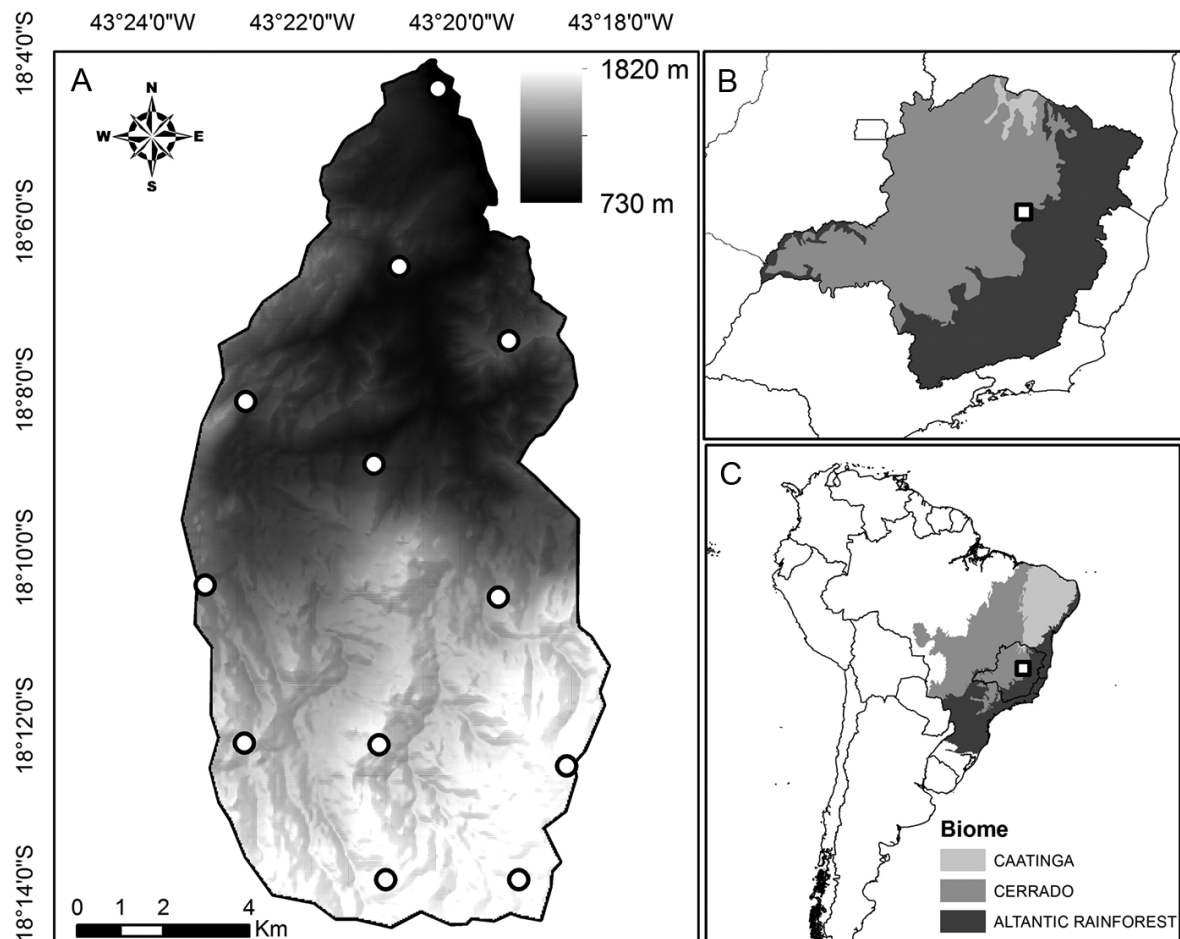 43°24'0"W 43°22'0"W 43°20'0"W 43°18'0"W
18°4'0"S
18°6'0"S
18°8'0"S
18°10'0"S
18°12'0"S
18°14'0"S
A
N
W E
S
1820 m
730 m
0 1 2 4
Km
B
C
Biome
CAATINGA
CERRADO
ALTANTIC RAINFOREST